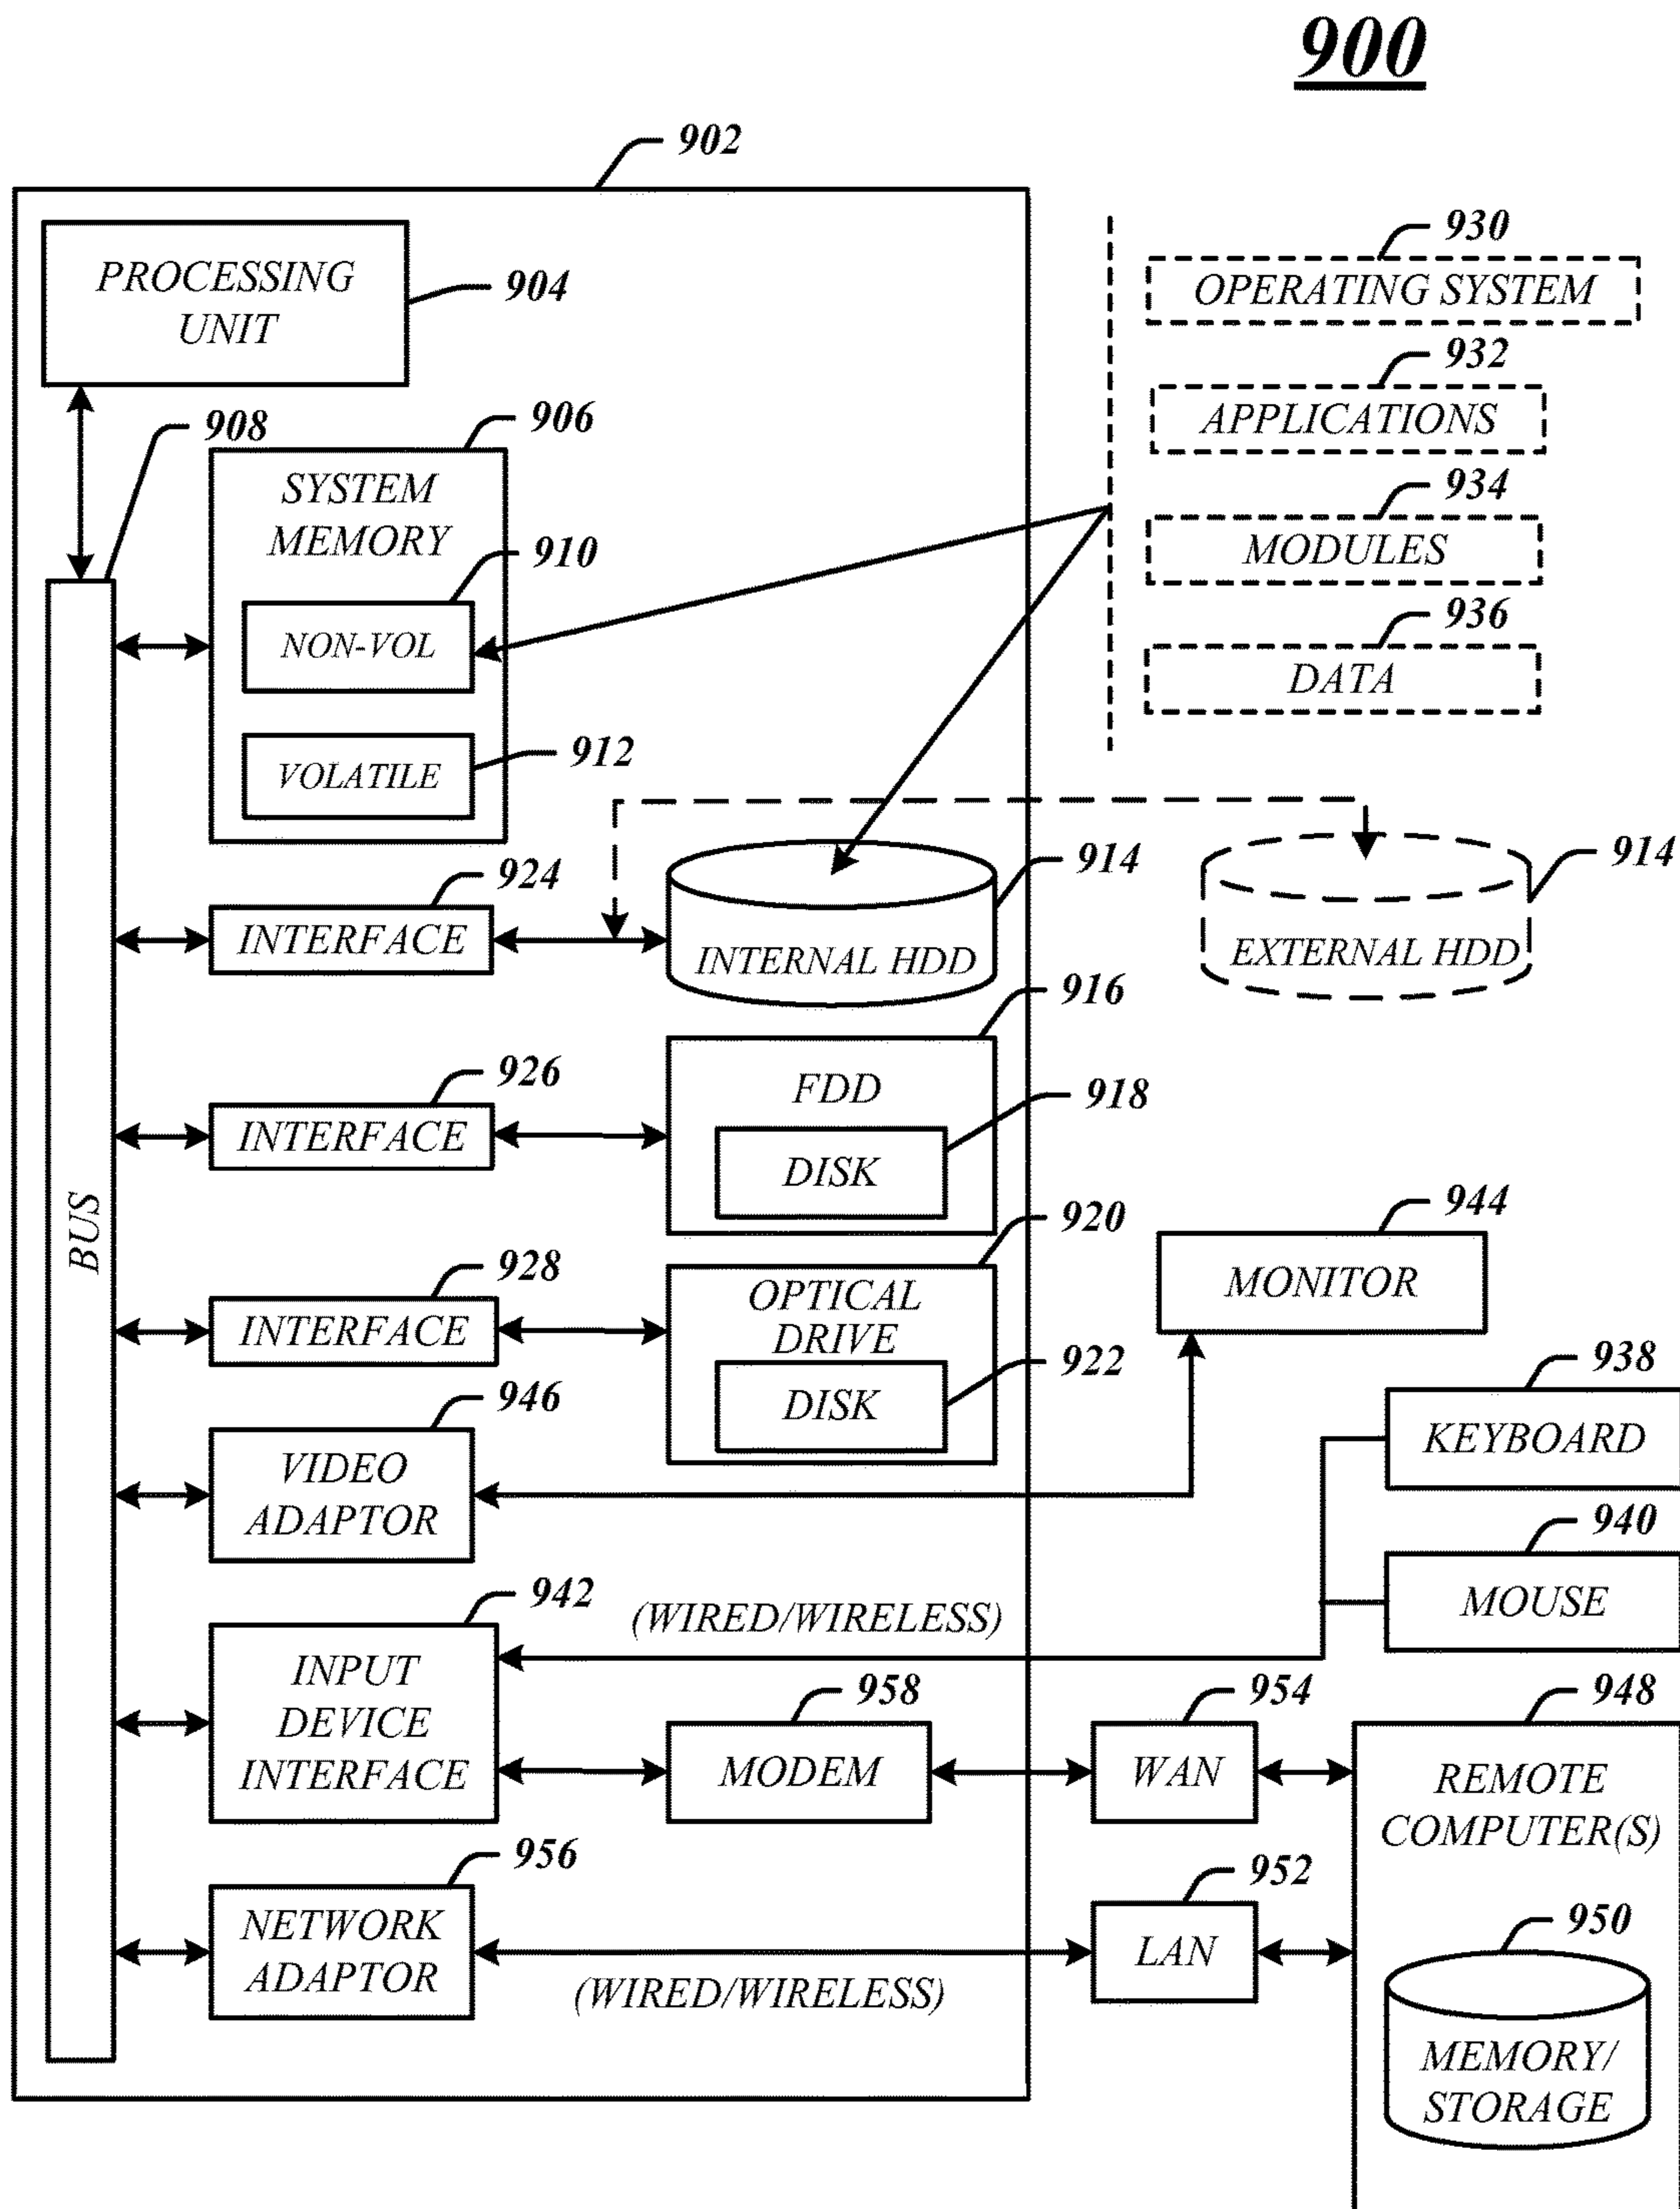 900
902
PROCESSING
UNIT
904
908
906
SYSTEM
MEMORY
910
NON-VOL
912
VOLATILE
930
OPERATING SYSTEM
932
APPLICATIONS
934
MODULES
936
DATA
924
INTERFACE
914
INTERNAL HDD
914
EXTERNAL HDD
926
INTERFACE
916
FDD
918
DISK
BUS
928
INTERFACE
920
OPTICAL
DRIVE
922
DISK
944
MONITOR
946
VIDEO
ADAPTOR
938
KEYBOARD
940
MOUSE
942
INPUT
DEVICE
INTERFACE
(WIRED/WIRELESS)
958
MODEM
954
WAN
948
REMOTE
COMPUTER(S)
956
NETWORK
ADAPTOR
(WIRED/WIRELESS)
952
LAN
950
MEMORY/
STORAGE